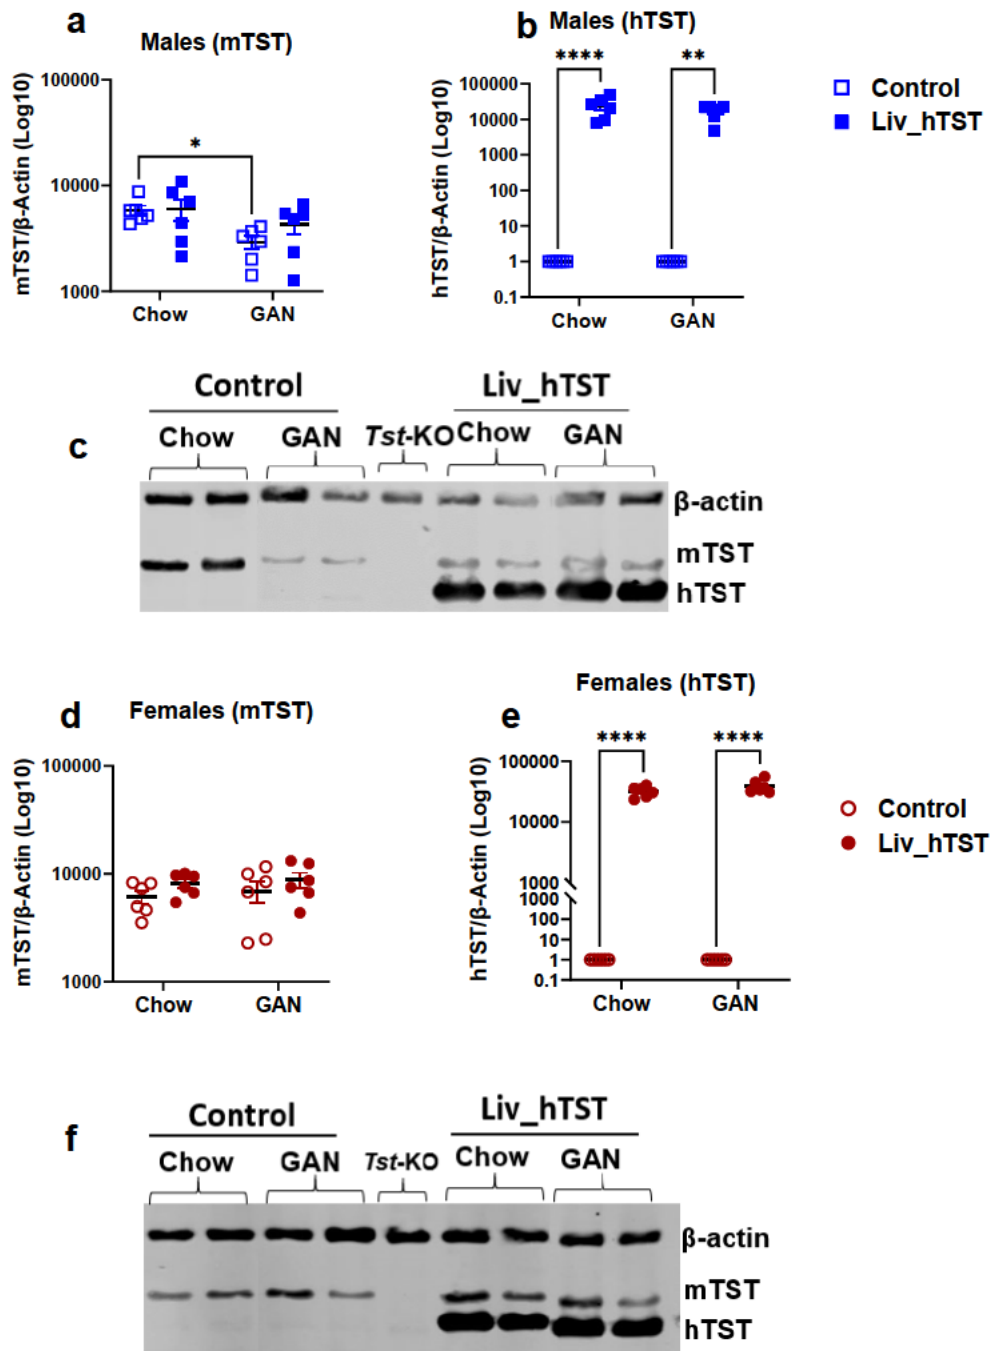 a
Males (mTST)
mTST/β-Actin (Log10)
100000
10000
1000
*
Chow GAN
b
Males (hTST)
hTST/β-Actin (Log10)
100000
10000
1000
100
10
1
0.1
**** **
Chow GAN
Control
Liv_hTST
c
Control Liv_hTST
Chow GAN Tst-KO Chow GAN
β-actin
mTST
hTST
d
Females (mTST)
mTST/β-Actin (Log10)
100000
10000
1000
Chow GAN
e
Females (hTST)
hTST/β-Actin (Log10)
100000
10000
1000
1000
100
10
1
0.1
**** ****
Chow GAN
Control
Liv_hTST
f
Control Liv_hTST
Chow GAN Tst-KO Chow GAN
β-actin
mTST
hTST